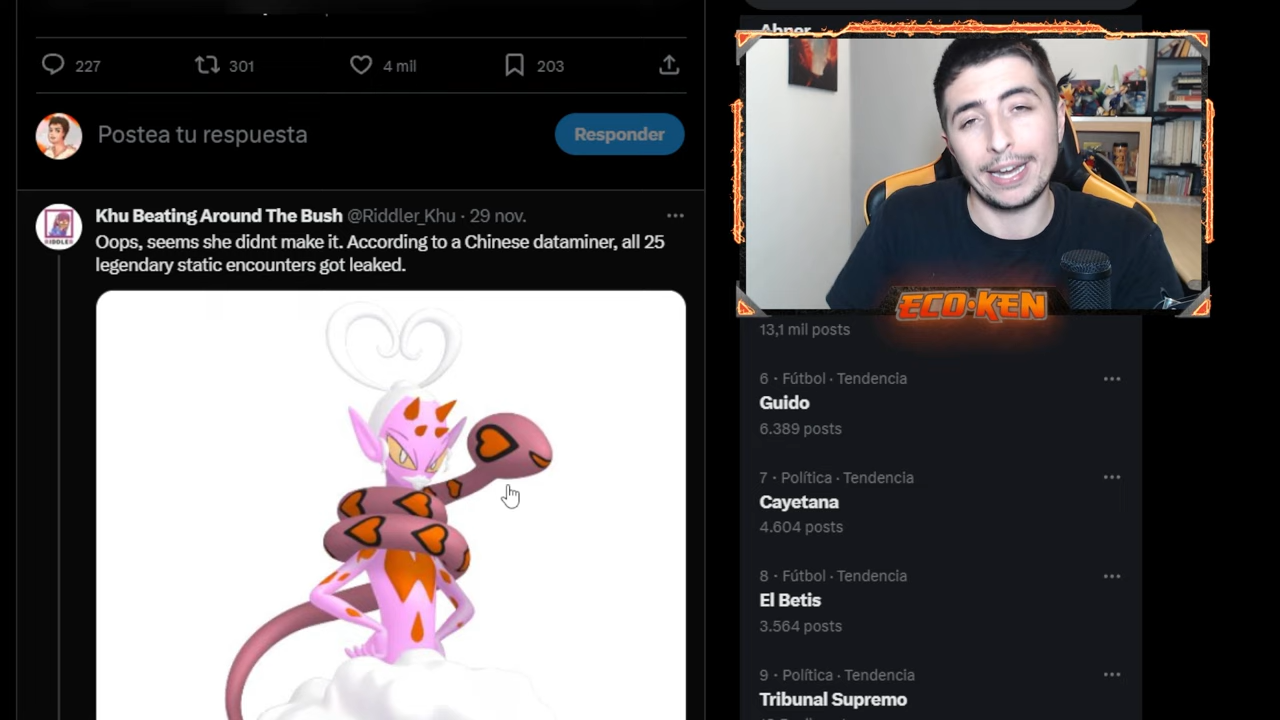 227
301
4 mil
203
Postea tu respuesta
Responder
Khu Beating Around The Bush @Riddler_Khu · 29 nov.
Oops, seems she didnt make it. According to a Chinese dataminer, all 25
legendary static encounters got leaked.
Abner
ECO·KEN
13,1 mil posts
6 · Fútbol · Tendencia
Guido
6.389 posts
7 · Política · Tendencia
Cayetana
4.604 posts
8 · Fútbol · Tendencia
El Betis
3.564 posts
9 · Política · Tendencia
Tribunal Supremo